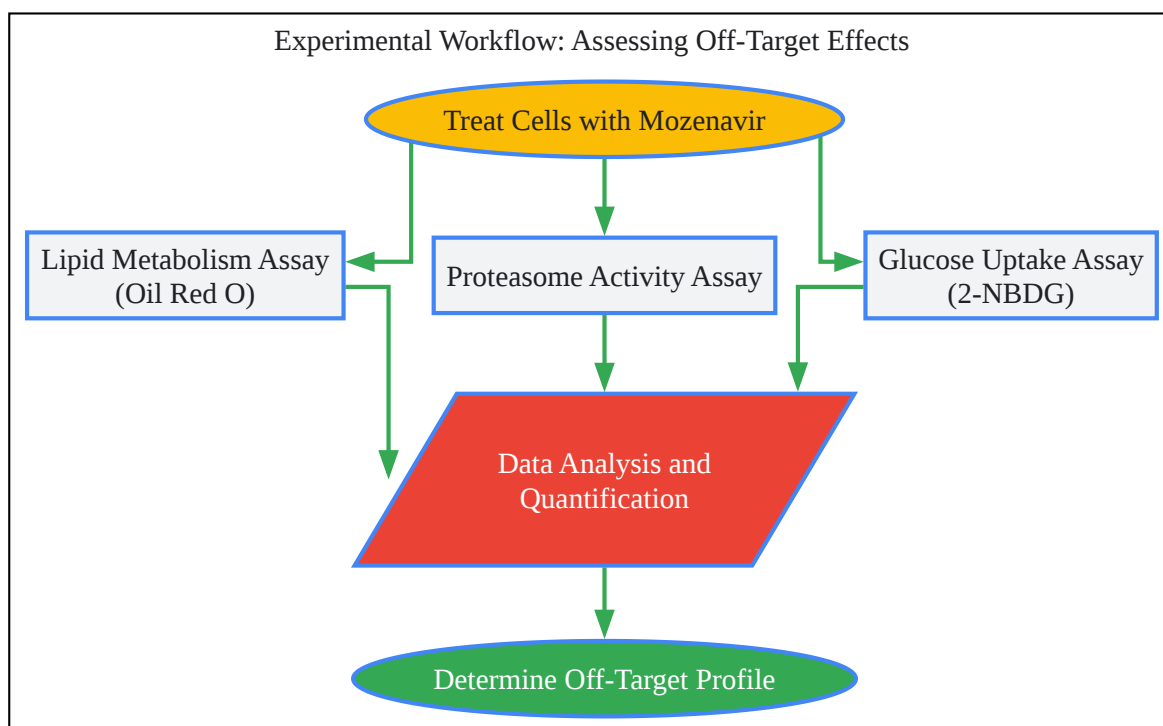 Experimental Workflow: Assessing Off-Target Effects
Treat Cells with Mozenavir
Lipid Metabolism Assay
(Oil Red O)
Proteasome Activity Assay
Glucose Uptake Assay
(2-NBDG)
Data Analysis and
Quantification
Determine Off-Target Profile